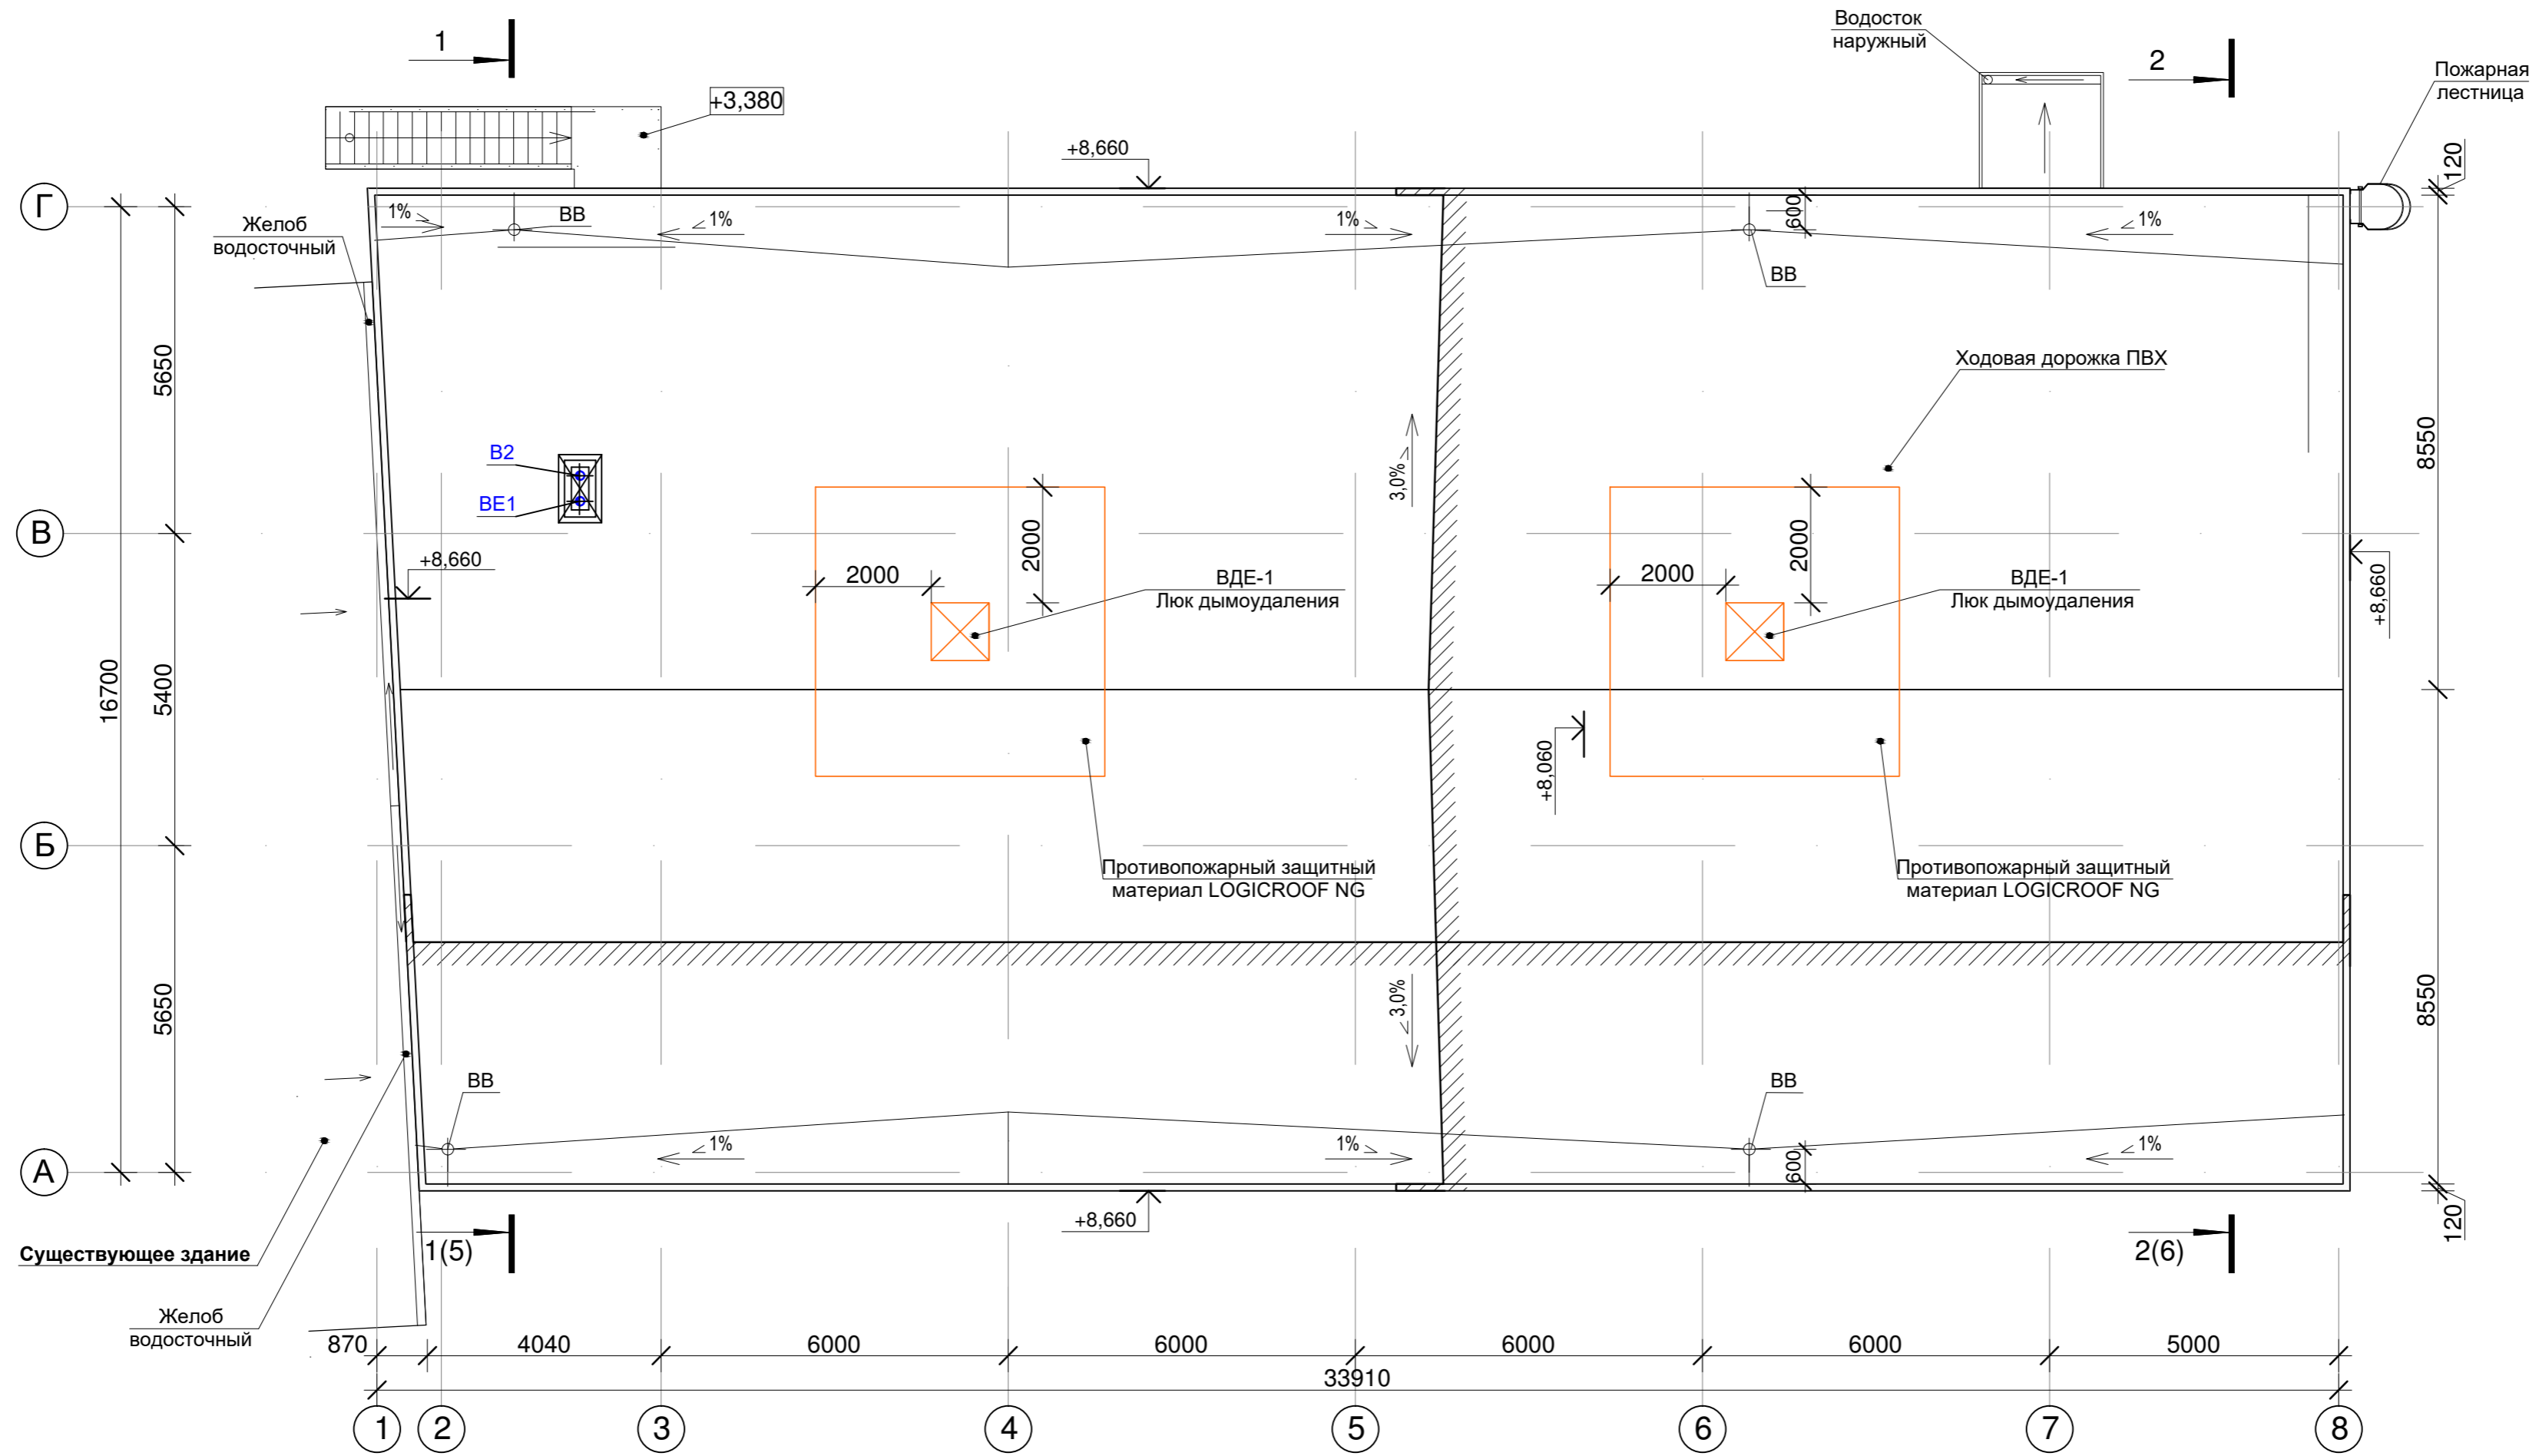 Водосток
наружный
1
2
Пожарная
лестница
+3,380
+8,660
120
Г
Желоб
водосточный
1%
ВВ
1%
1%
600
1%
ВВ
5650
Ходовая дорожка ПВХ
8550
В2
ВЕ1
3,0%
В
+8,660
2000
2000
ВДЕ-1
Люк дымоудаления
2000
2000
ВДЕ-1
Люк дымоудаления
+8,660
16700
5400
+8,060
Б
Противопожарный защитный
материал LOGICROOF NG
Противопожарный защитный
материал LOGICROOF NG
5650
3,0%
8550
ВВ
ВВ
1%
1%
600
1%
А
+8,660
120
1(5)
2(6)
Существующее здание
Желоб
водосточный
870
4040
6000
6000
6000
6000
5000
33910
1
2
3
4
5
6
7
8